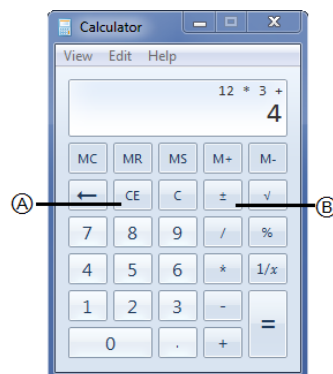 Calculator
View Edit Help
12 * 3 +
4
MC MR MS M+ M-
← CE C ± √
7 8 9 / %
4 5 6 * 1/x
1 2 3 - =
0 . +
A B